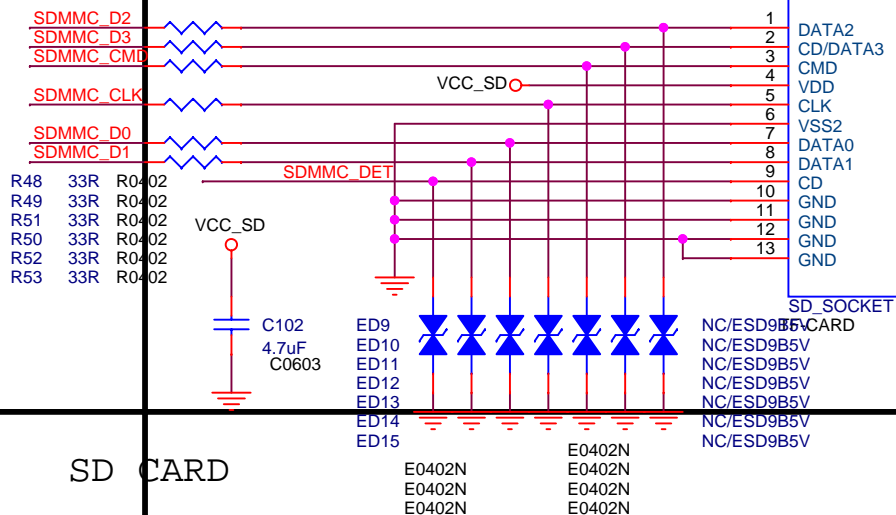 SDMMC_D2
SDMMC_D3
SDMMC_CMD
SDMMC_CLK
SDMMC_D0
SDMMC_D1
SDMMC_DET
VCC_SD
1 DATA2
2 CD/DATA3
3 CMD
4 VDD
5 CLK
6 VSS2
7 DATA0
8 DATA1
9 CD
10 GND
11 GND
12 GND
13 GND
SD_SOCKET
TF-CARD
R48 33R R0402
R49 33R R0402
R51 33R R0402
R50 33R R0402
R52 33R R0402
R53 33R R0402
VCC_SD
C102
4.7uF
C0603
ED9 NC/ESD9B5V
ED10 NC/ESD9B5V
ED11 NC/ESD9B5V
ED12 NC/ESD9B5V
ED13 NC/ESD9B5V
ED14 NC/ESD9B5V
ED15 NC/ESD9B5V
E0402N
E0402N
E0402N
E0402N
E0402N
E0402N
E0402N
SD CARD